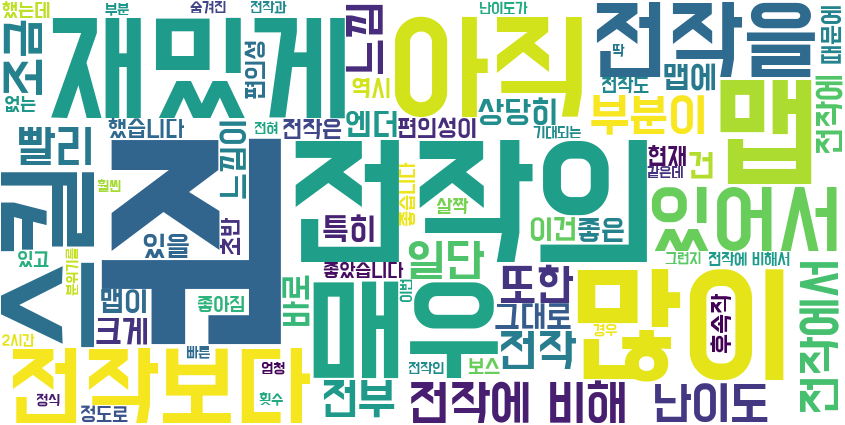 했는데
부분
숨겨진
전작과
난이도가
조금
재밌게
느낌
아직
전작을
때문에
없는
편의성
역시
딱
전작도
맵에
빨리
했습니다
느낌이
전혀
전작은
엔더
편의성이
상당히
기대되는
부분이
맵
전작에
스킬
훨씬
점프
초반
있을
전작의
좋습니다
살짝
특히
이건
좋은
현재
같은데
건
있어서
있고
분위기를
맵이
좋아짐
바로
좋았습니다
일단
이번
매우
또한
그대로
많이
그런지
전작에 비해서
후속작
전작에서
크게
2시간
빠른
전작보다
엄청
정식
정도로
횟수
전부
전작인
보스
전작
경우
전작에 비해
난이도